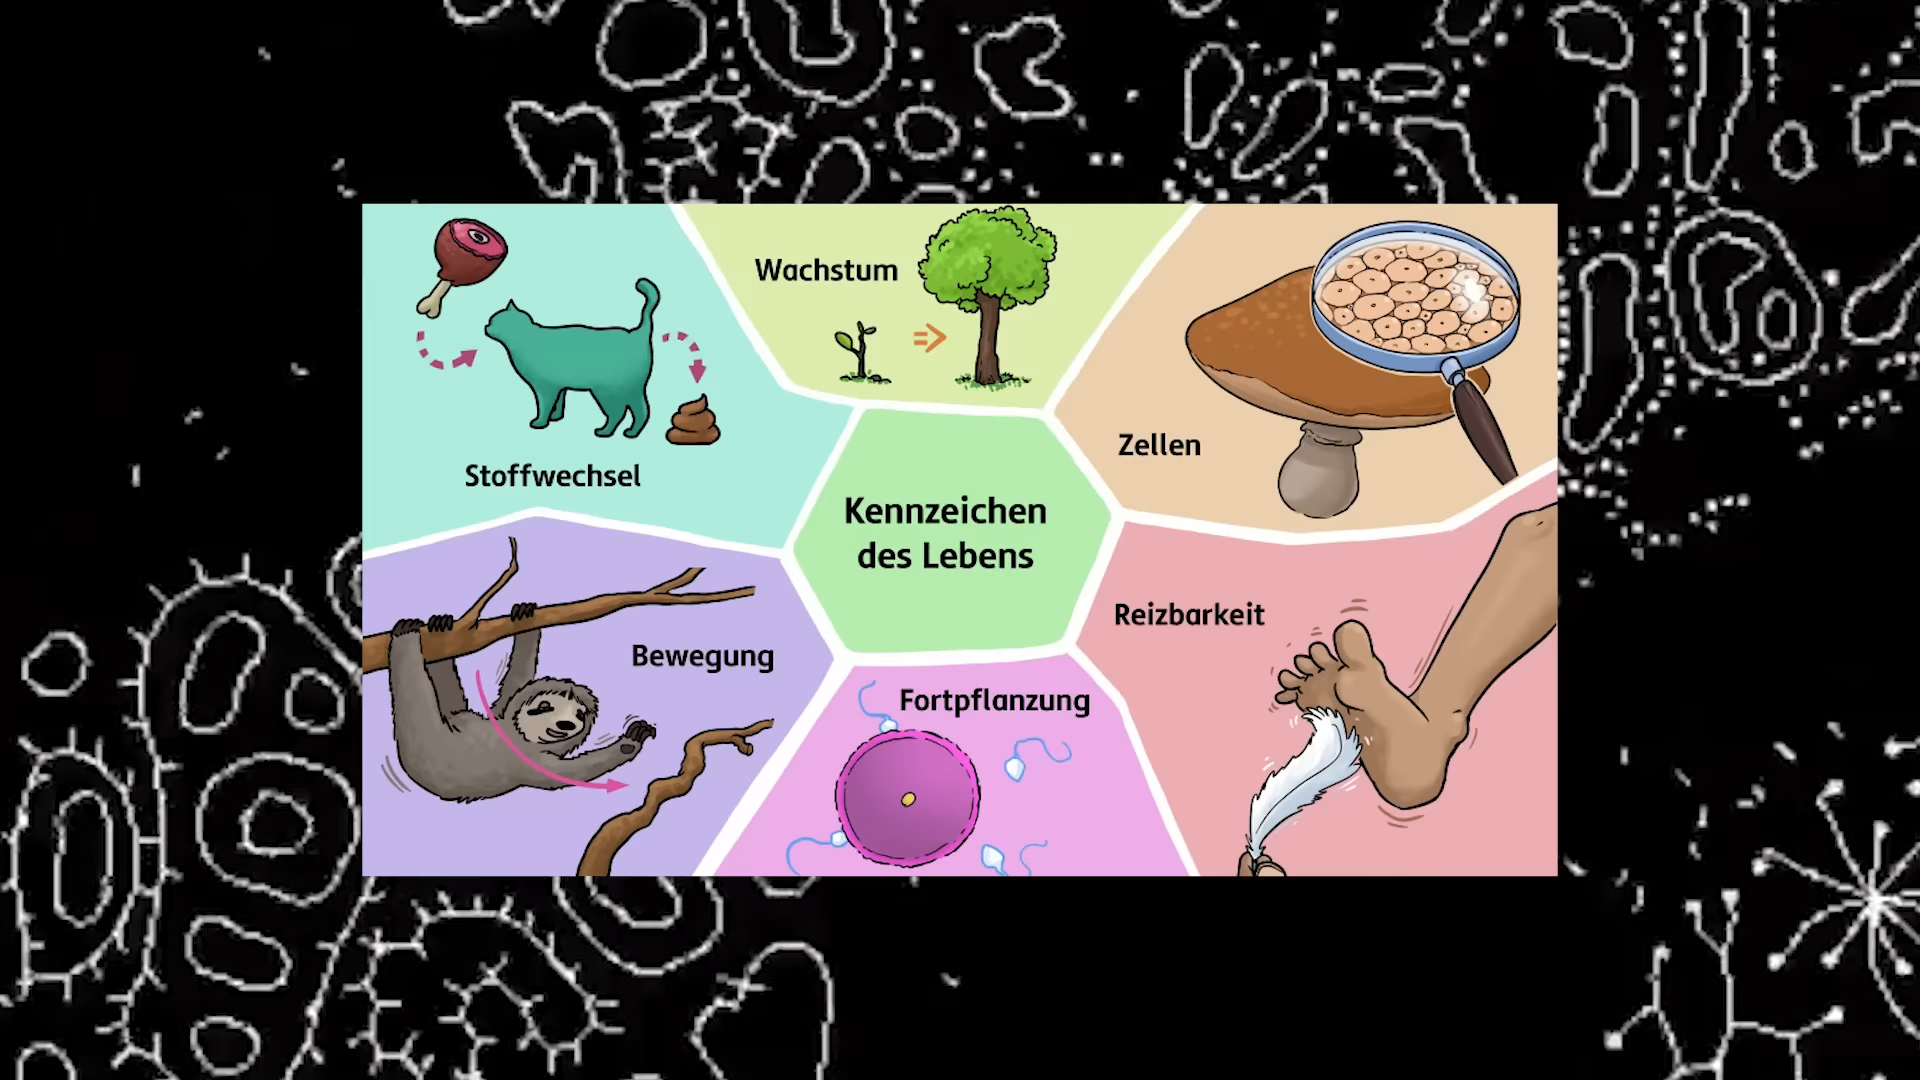 Wachstum
Zellen
Stoffwechsel
Kennzeichen
des Lebens
Reizbarkeit
Bewegung
Fortpflanzung